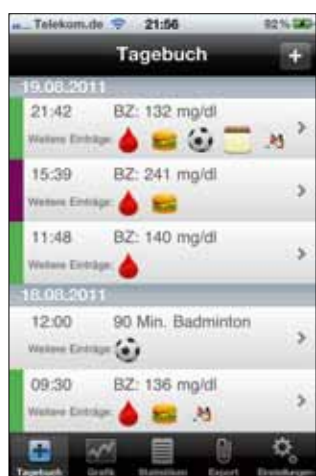 Telekom.de 21:56 92%
Tagebuch +
19.08.2011
21:42 BZ: 132 mg/dl
Weitere Einträge:
15:39 BZ: 241 mg/dl
Weitere Einträge:
11:48 BZ: 140 mg/dl
Weitere Einträge:
18.08.2011
12:00 90 Min. Badminton
Weitere Einträge:
09:30 BZ: 136 mg/dl
Weitere Einträge:
Tagebuch Grafik Statistiken Export Einstellungen